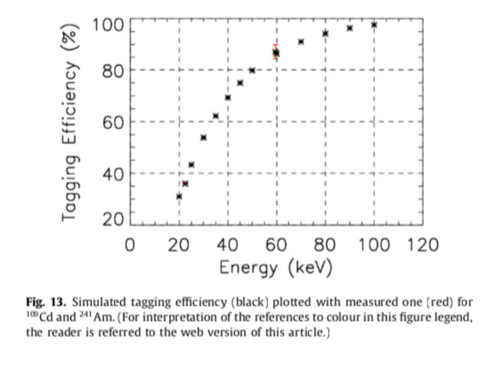 100
80
60
40
20
Tagging Efficiency (%)
0 20 40 60 80 100 120
Energy (keV)
Fig. 13. Simulated tagging efficiency (black) plotted with measured one (red) for
¹⁰⁹Cd and ²⁴¹Am. (For interpretation of the references to colour in this figure legend,
the reader is referred to the web version of this article.)